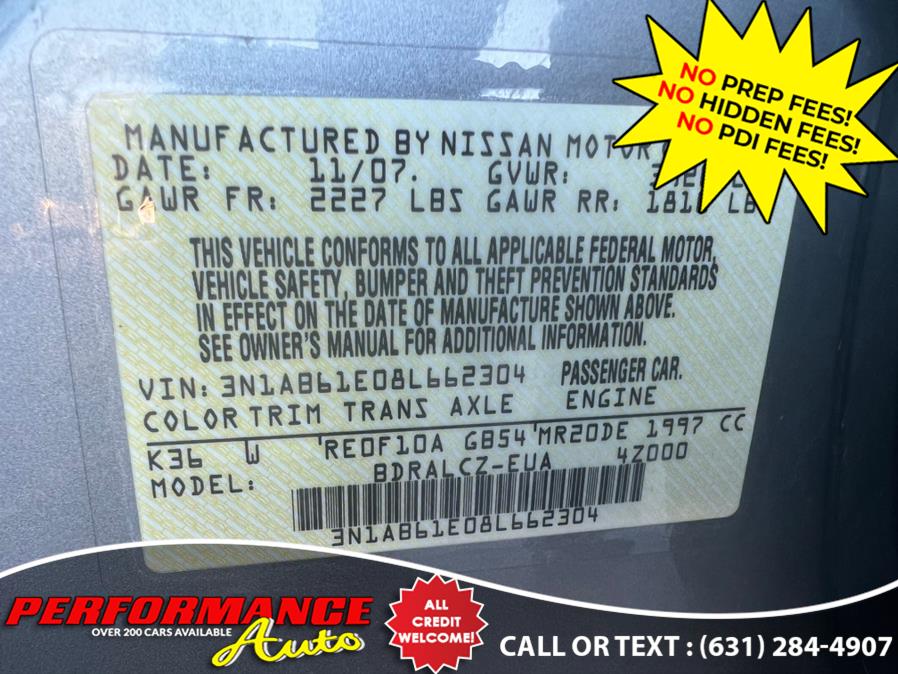 MANUFACTURED BY NISSAN MOTOR
DATE: 11/07. GVWR:
GAWR FR: 2227 LBS GAWR RR:
THIS VEHICLE CONFORMS TO ALL APPLICABLE FEDERAL MOTOR
VEHICLE SAFETY, BUMPER AND THEFT PREVENTION STANDARDS
IN EFFECT ON THE DATE OF MANUFACTURE SHOWN ABOVE.
SEE OWNER'S MANUAL FOR ADDITIONAL INFORMATION.
VIN: 3N1AB61E08L662304 PASSENGER CAR.
COLOR TRIM TRANS AXLE ENGINE
K36 W 'RE0F10A GB54 'MR20DE 1997 CC
MODEL: BDRALCZ-EUA 4Z000
3N1AB61E08L662304
NO PREP FEES!
NO HIDDEN FEES!
NO PDI FEES!
PERFORMANCE
OVER 200 CARS AVAILABLE
Auto
ALL
CREDIT
WELCOME!
CALL OR TEXT : (631) 284-4907